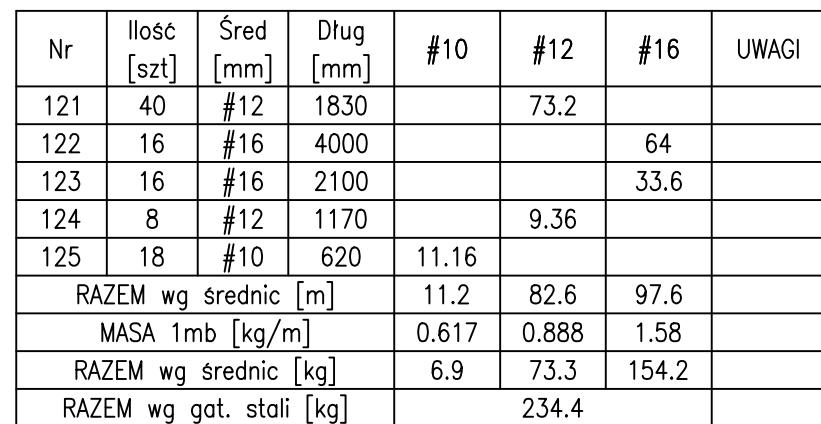 Nr Ilość [szt] Śred [mm] Dług [mm] #10 #12 #16 UWAGI
121 40 #12 1830 73.2
122 16 #16 4000 64
123 16 #16 2100 33.6
124 8 #12 1170 9.36
125 18 #10 620 11.16
RAZEM wg średnic [m] 11.2 82.6 97.6
MASA 1mb [kg/m] 0.617 0.888 1.58
RAZEM wg średnic [kg] 6.9 73.3 154.2
RAZEM wg gat. stali [kg] 234.4